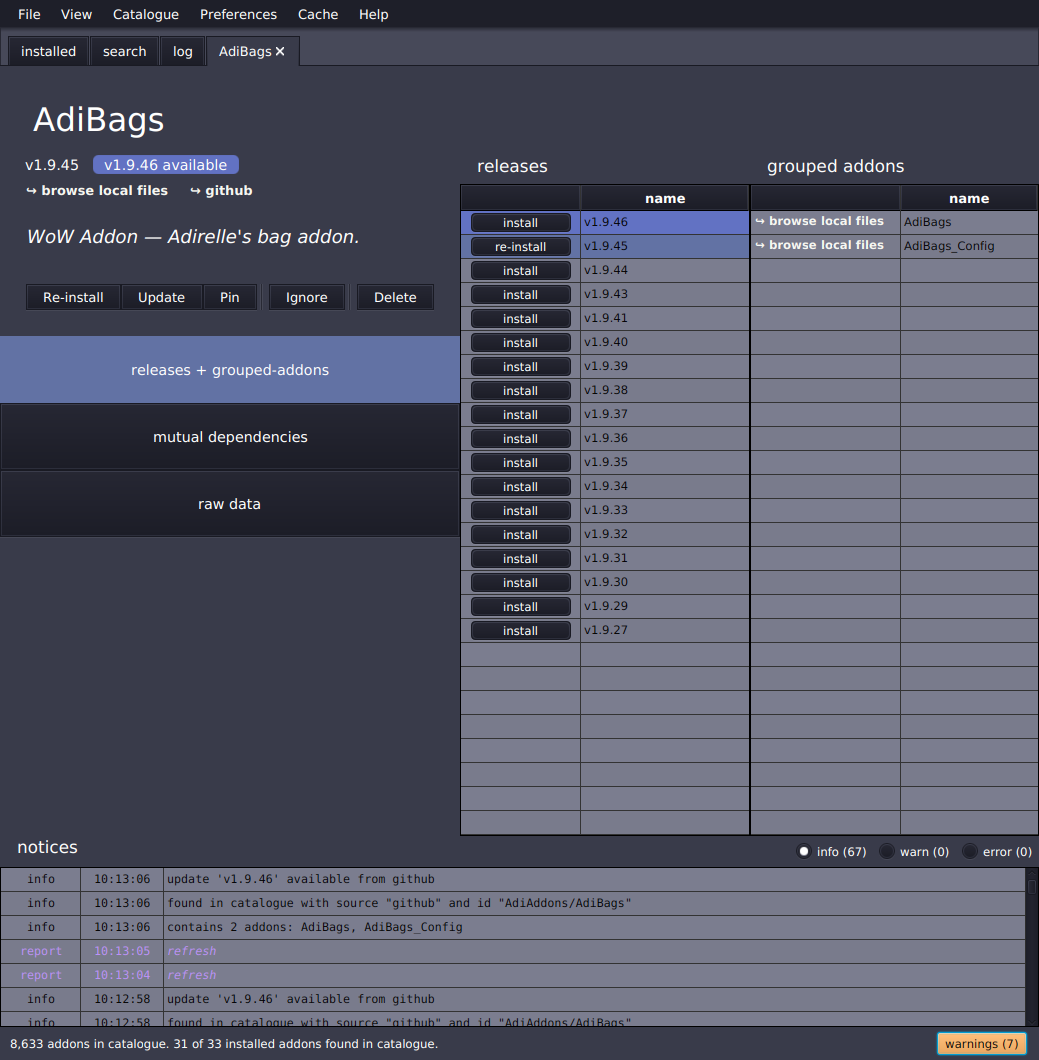 File View Catalogue Preferences Cache Help
installed search log AdiBags ×
AdiBags
v1.9.45 v1.9.46 available
↪ browse local files ↪ github
WoW Addon — Adirelle's bag addon.
Re-install Update Pin Ignore Delete
releases + grouped-addons
mutual dependencies
raw data
releases
name
install v1.9.46
re-install v1.9.45
install v1.9.44
install v1.9.43
install v1.9.41
install v1.9.40
install v1.9.39
install v1.9.38
install v1.9.37
install v1.9.36
install v1.9.35
install v1.9.34
install v1.9.33
install v1.9.32
install v1.9.31
install v1.9.30
install v1.9.29
install v1.9.27
grouped addons
name
↪ browse local files AdiBags
↪ browse local files AdiBags_Config
notices
info (67) warn (0) error (0)
info 10:13:06 update 'v1.9.46' available from github
info 10:13:06 found in catalogue with source "github" and id "AdiAddons/AdiBags"
info 10:13:06 contains 2 addons: AdiBags, AdiBags_Config
report 10:13:05 refresh
report 10:13:04 refresh
info 10:12:58 update 'v1.9.46' available from github
info 10:12:58 found in catalogue with source "github" and id "AdiAddons/AdiBags"
8,633 addons in catalogue. 31 of 33 installed addons found in catalogue.
warnings (7)